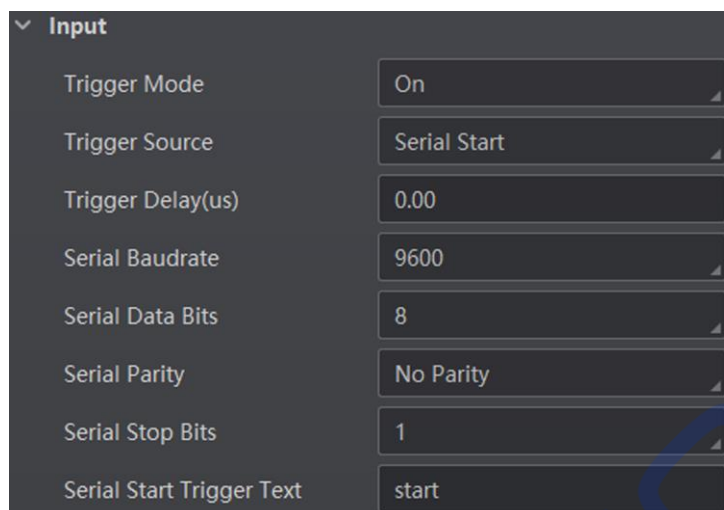 Input
Trigger Mode On
Trigger Source Serial Start
Trigger Delay(us) 0.00
Serial Baudrate 9600
Serial Data Bits 8
Serial Parity No Parity
Serial Stop Bits 1
Serial Start Trigger Text start